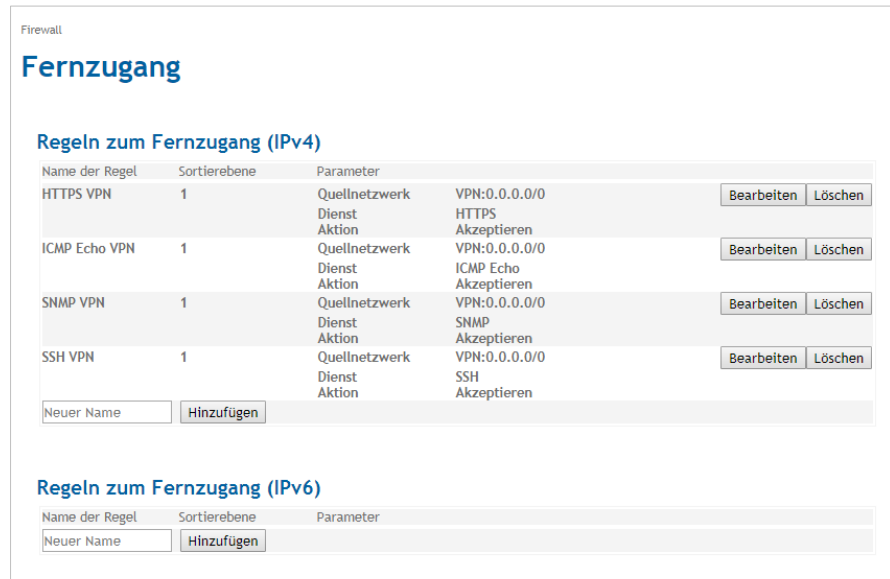 Firewall
Fernzugang
Regeln zum Fernzugang (IPv4)
Name der Regel Sortierebene Parameter
HTTPS VPN 1 Quellnetzwerk VPN:0.0.0.0/0 Bearbeiten Löschen
Dienst HTTPS
Aktion Akzeptieren
ICMP Echo VPN 1 Quellnetzwerk VPN:0.0.0.0/0 Bearbeiten Löschen
Dienst ICMP Echo
Aktion Akzeptieren
SNMP VPN 1 Quellnetzwerk VPN:0.0.0.0/0 Bearbeiten Löschen
Dienst SNMP
Aktion Akzeptieren
SSH VPN 1 Quellnetzwerk VPN:0.0.0.0/0 Bearbeiten Löschen
Dienst SSH
Aktion Akzeptieren
Neuer Name Hinzufügen
Regeln zum Fernzugang (IPv6)
Name der Regel Sortierebene Parameter
Neuer Name Hinzufügen